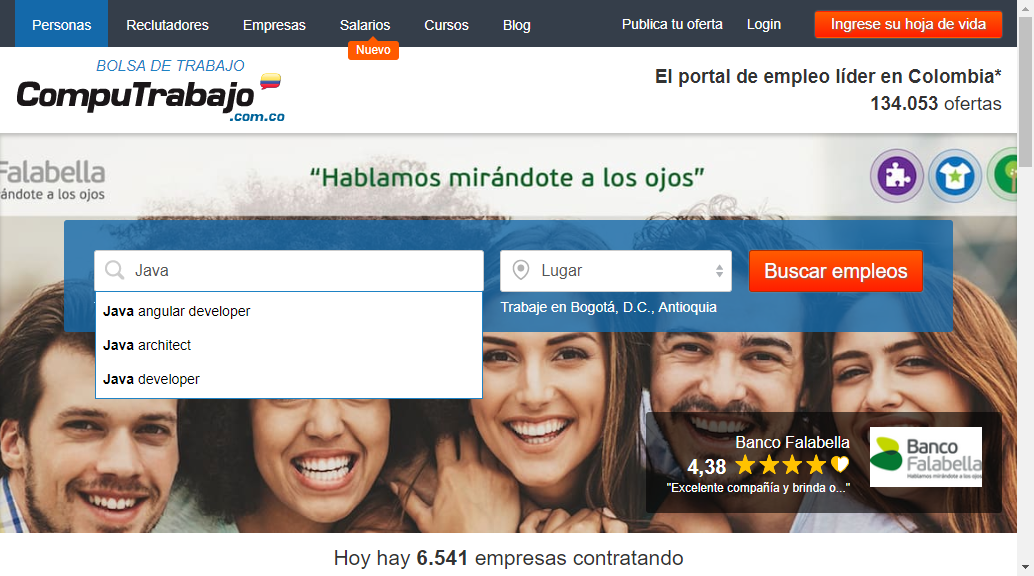 Personas Reclutadores Empresas Salarios Cursos Blog Publica tu oferta Login Ingrese su hoja de vida
Nuevo
BOLSA DE TRABAJO
CompuTrabajo
.com.co
El portal de empleo líder en Colombia*
134.053 ofertas
Falabella
rándote a los ojos
“Hablamos mirándote a los ojos”
Java
Lugar
Buscar empleos
Trabaje en Bogotá, D.C., Antioquia
Java angular developer
Java architect
Java developer
Banco Falabella
4,38
"Excelente compañía y brinda o..."
Banco
Falabella
Hablamos mirándote a los ojos
Hoy hay 6.541 empresas contratando